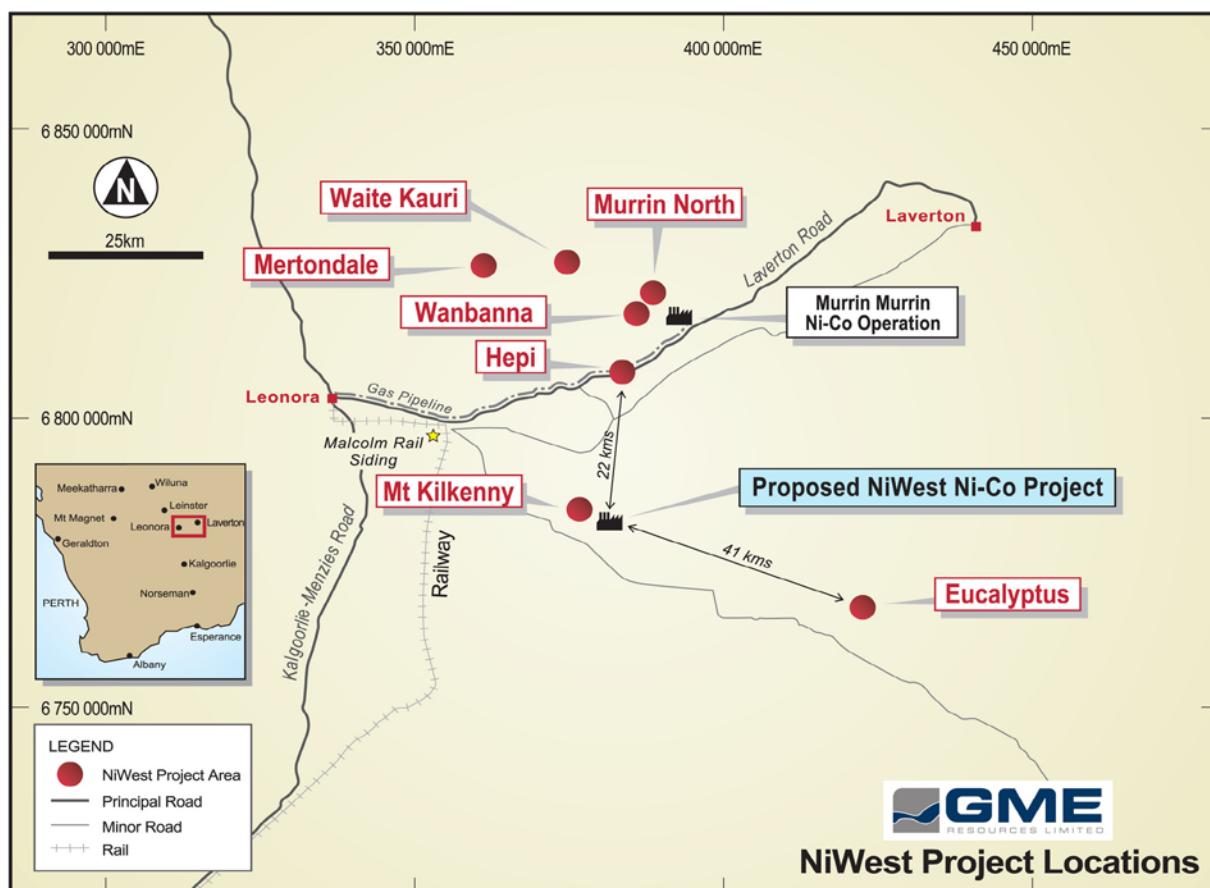 300 000mE
350 000mE
400 000mE
450 000mE
6 850 000mN
N
25km
Waite Kauri
Murrin North
Mertondale
Laverton
Laverton Road
Wanbanna
Murrin Murrin
Ni-Co Operation
Hepi
Gas Pipeline
Leonora
6 800 000mN
Malcolm Rail
Siding
22 kms
Mt Kilkenny
Proposed NiWest Ni-Co Project
41 kms
Eucalyptus
Kalgoorlie-Menzies Road
Railway
Meekatharra
Wiluna
Leinster
Mt Magnet
Leonora
Laverton
Geraldton
Kalgoorlie
PERTH
Norseman
Esperance
Albany
6 750 000mN
LEGEND
NiWest Project Area
Principal Road
Minor Road
Rail
GME
RESOURCES LIMITED
NiWest Project Locations